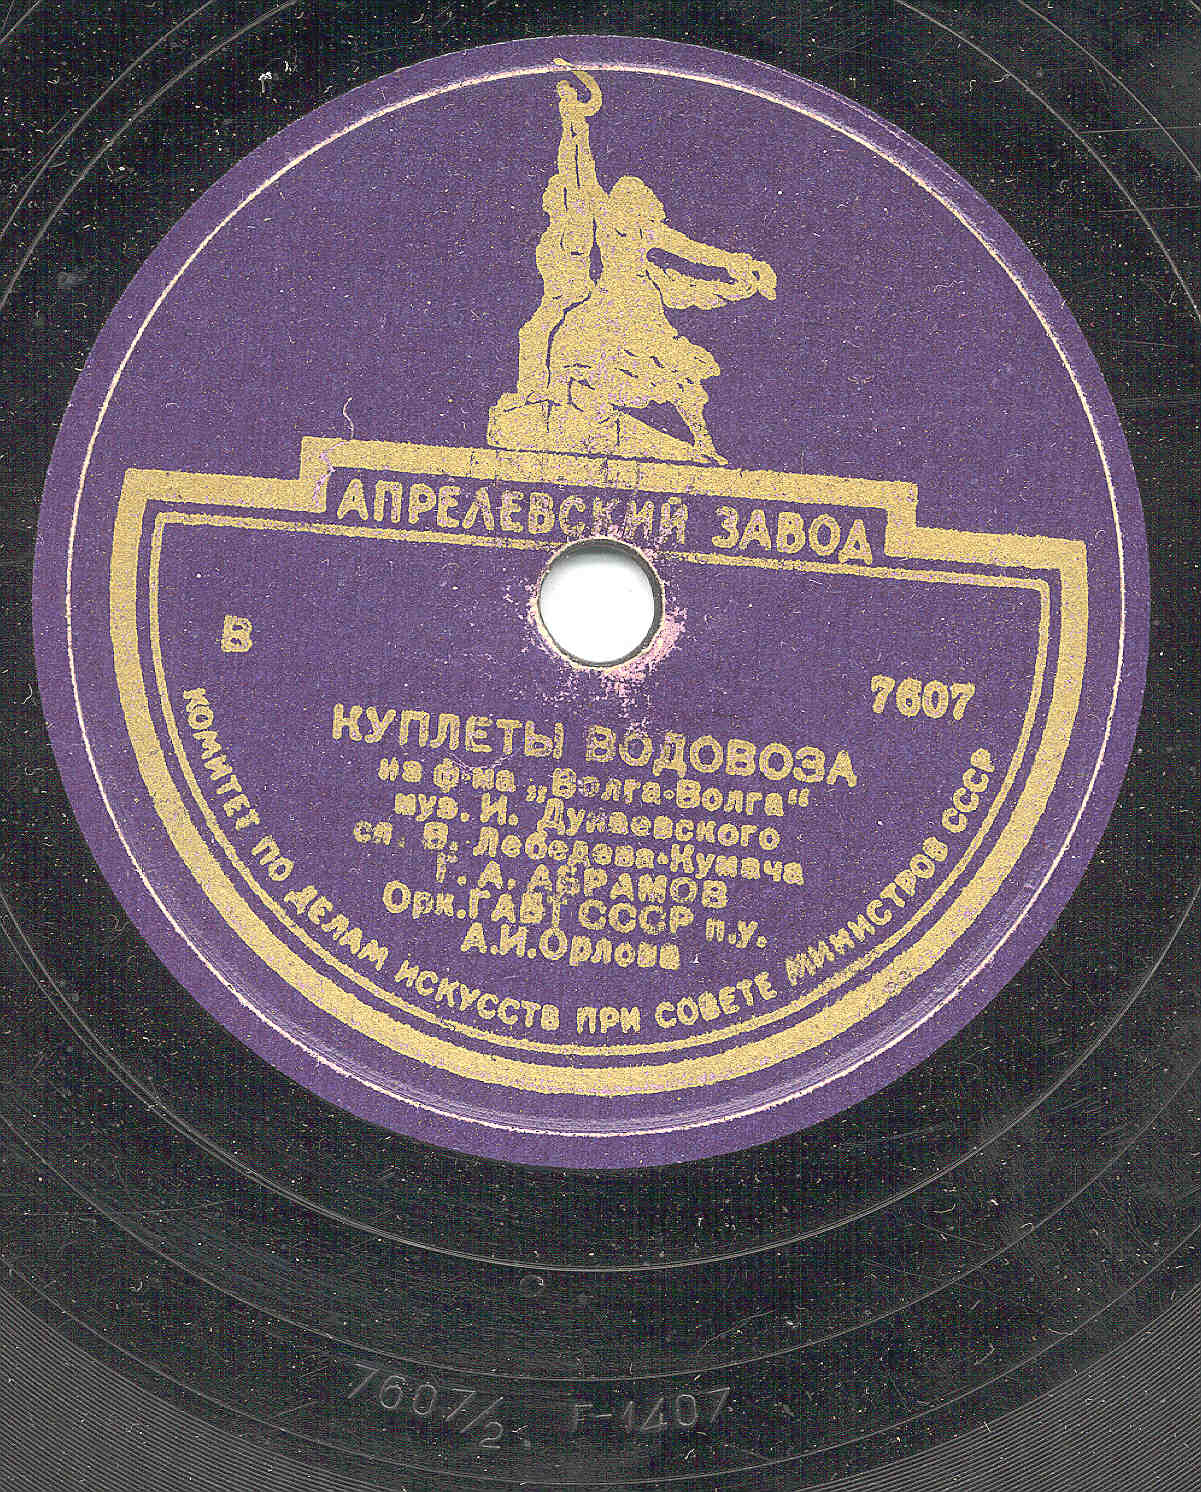 АПРЕЛЕВСКИЙ ЗАВОД
В
7607
КУПЛЕТЫ ВОДОВОЗА
из ф-ма „Волга-Волга“
муз. И. Дунаевского
сл. В. Лебедева-Кумача
Г. А. АБРАМОВ
Орк. ГАБТ СССР п.у.
А.И.Орлова
КОМИТЕТ ПО ДЕЛАМ ИСКУССТВ ПРИ СОВЕТЕ МИНИСТРОВ СССР
7607/2 Г-1407